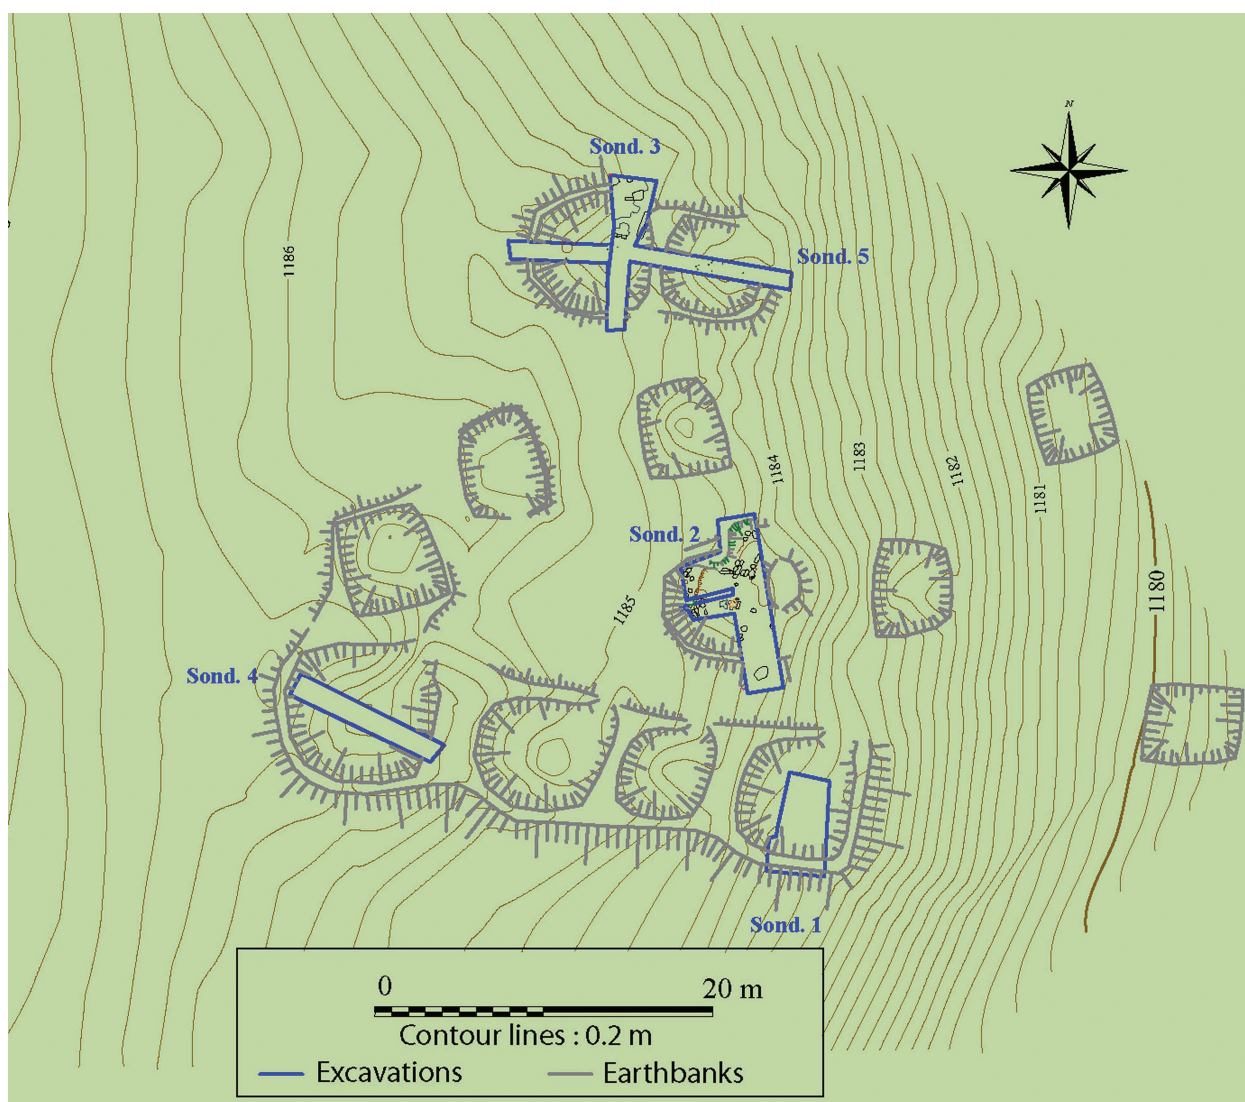 N
Sond. 3
1186
Sond. 5
1184
1183
1182
1181
Sond. 2
1180
1185
Sond. 4
Sond. 1
0 20 m
Contour lines : 0.2 m
Excavations Earthbanks